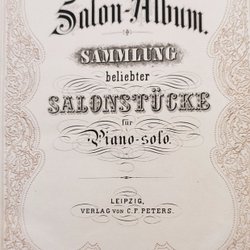 Salon-Album.
SAMMLUNG
beliebter
SALONSTÜCKE
für
Piano-solo.
LEIPZIG,
VERLAG VON C. F. PETERS.